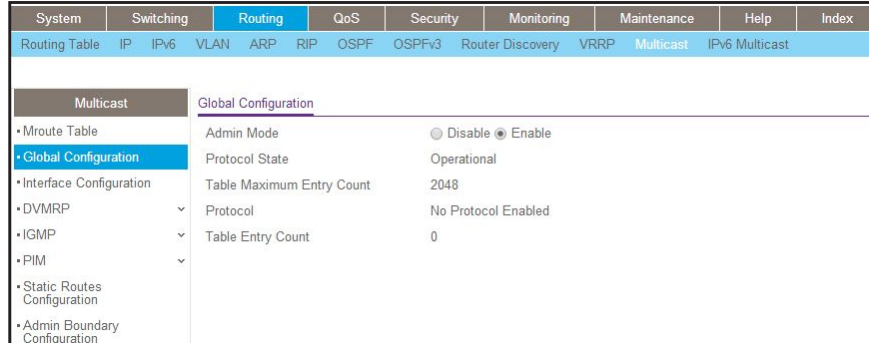 System Switching Routing QoS Security Monitoring Maintenance Help Index
Routing Table IP IPv6 VLAN ARP RIP OSPF OSPFv3 Router Discovery VRRP Multicast IPv6 Multicast
Multicast
Mroute Table
Global Configuration
Interface Configuration
DVMRP
IGMP
PIM
Static Routes
Configuration
Admin Boundary
Configuration
Global Configuration
Admin Mode Disable Enable
Protocol State Operational
Table Maximum Entry Count 2048
Protocol No Protocol Enabled
Table Entry Count 0